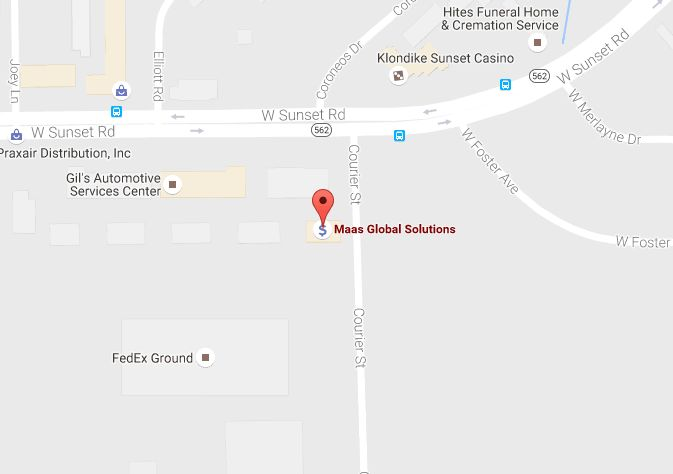 Hites Funeral Home
& Cremation Service
Klondike Sunset Casino
Coroneos Dr
Joey Ln
Elliott Rd
562
W Sunset Rd
W Sunset Rd
W Sunset Rd
562
W Merlayne Dr
Praxair Distribution, Inc
Gil's Automotive
Services Center
Courier St
W Foster Ave
W Foster
$
Maas Global Solutions
Courier St
FedEx Ground